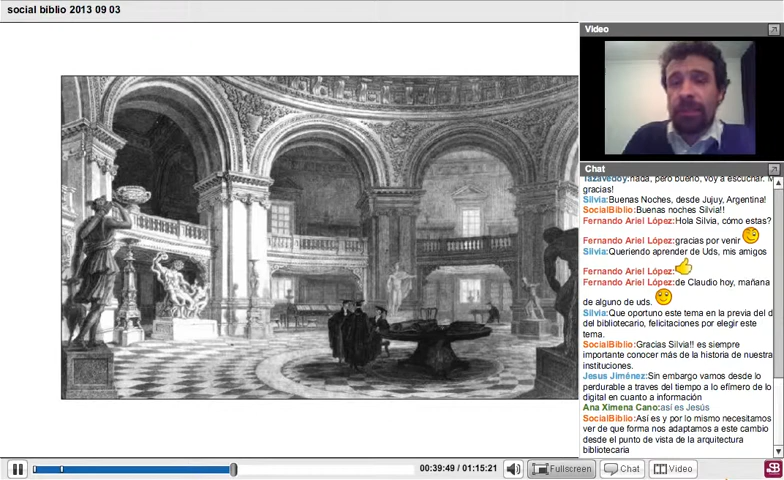 social biblio 2013 09 03
Video
Chat
nada, pero bueno, voy a escuchar. M
gracias!
Silvia:Buenas Noches, desde Jujuy, Argentina!
SocialBiblio:Buenas noches Silvia!!
Fernando Ariel López:Hola Silvia, cómo estas?
Fernando Ariel López:gracias por venir
Silvia:Queriendo aprender de Uds, mis amigos
Fernando Ariel López:
Fernando Ariel López:de Claudio hoy, mañana
de alguno de uds.
Silvia:Que oportuno este tema en la previa del d
del bibliotecario, felicitaciones por elegir este
tema.
SocialBiblio:Gracias Silvia!! es siempre
importante conocer más de la historia de nuestra
instituciones.
Jesus Jiménez:Sin embargo vamos desde lo
perdurable a traves del tiempo a lo efímero de lo
digital en cuanto a información
Ana Ximena Cano:así es Jesús
SocialBiblio:Así es y por lo mismo necesitamos
ver de que forma nos adaptamos a este cambio
desde el punto de vista de la arquitectura
bibliotecaria
00:39:49 / 01:15:21
Fullscreen
Chat
Video
SB